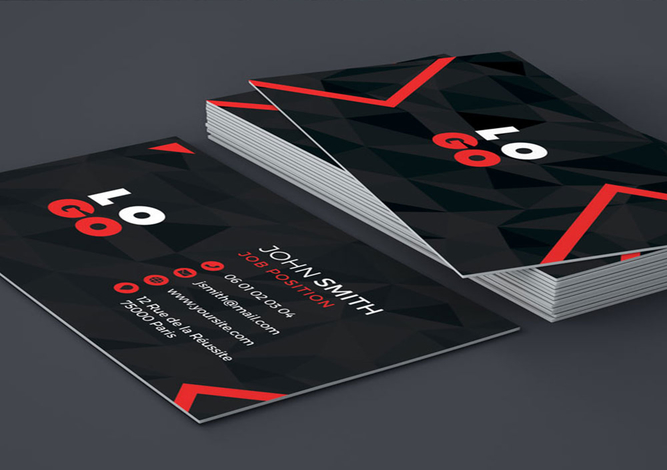 LO
GO
JOHN SMITH
JOB POSITION
06 01 02 03 04
jsmith@mail.com
www.yoursite.com
12 Rue de la Réussite
75000 Paris
LO
GO